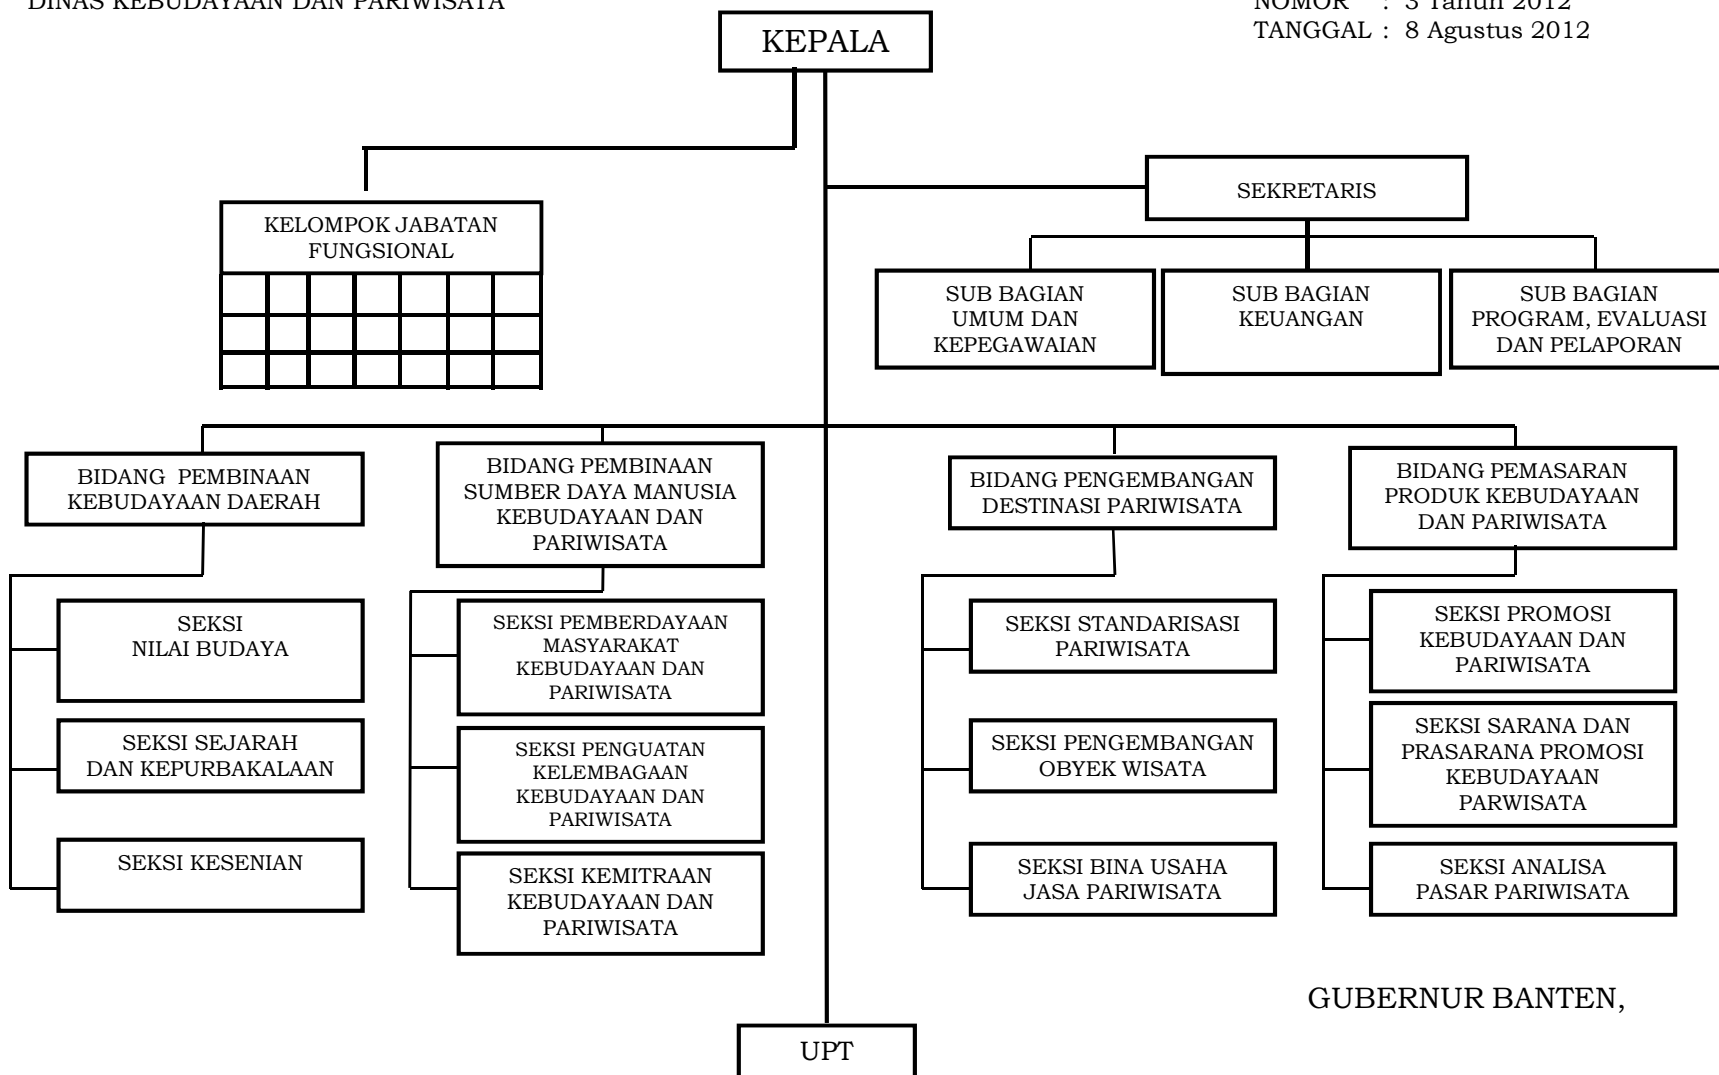 DINAS KEBUDAYAAN DAN PARIWISATA
NOMOR : 3 Tahun 2012
TANGGAL : 8 Agustus 2012
KEPALA
SEKRETARIS
KELOMPOK JABATAN
FUNGSIONAL
SUB BAGIAN
UMUM DAN
KEPEGAWAIAN
SUB BAGIAN
KEUANGAN
SUB BAGIAN
PROGRAM, EVALUASI
DAN PELAPORAN
BIDANG PEMBINAAN
KEBUDAYAAN DAERAH
BIDANG PEMBINAAN
SUMBER DAYA MANUSIA
KEBUDAYAAN DAN
PARIWISATA
BIDANG PENGEMBANGAN
DESTINASI PARIWISATA
BIDANG PEMASARAN
PRODUK KEBUDAYAAN
DAN PARIWISATA
SEKSI
NILAI BUDAYA
SEKSI SEJARAH
DAN KEPURBAKALAAN
SEKSI KESENIAN
SEKSI PEMBERDAYAAN
MASYARAKAT
KEBUDAYAAN DAN
PARIWISATA
SEKSI PENGUATAN
KELEMBAGAAN
KEBUDAYAAN DAN
PARIWISATA
SEKSI KEMITRAAN
KEBUDAYAAN DAN
PARIWISATA
SEKSI STANDARISASI
PARIWISATA
SEKSI PENGEMBANGAN
OBYEK WISATA
SEKSI BINA USAHA
JASA PARIWISATA
SEKSI PROMOSI
KEBUDAYAAN DAN
PARIWISATA
SEKSI SARANA DAN
PRASARANA PROMOSI
KEBUDAYAAN
PARWISATA
SEKSI ANALISA
PASAR PARIWISATA
GUBERNUR BANTEN,
UPT